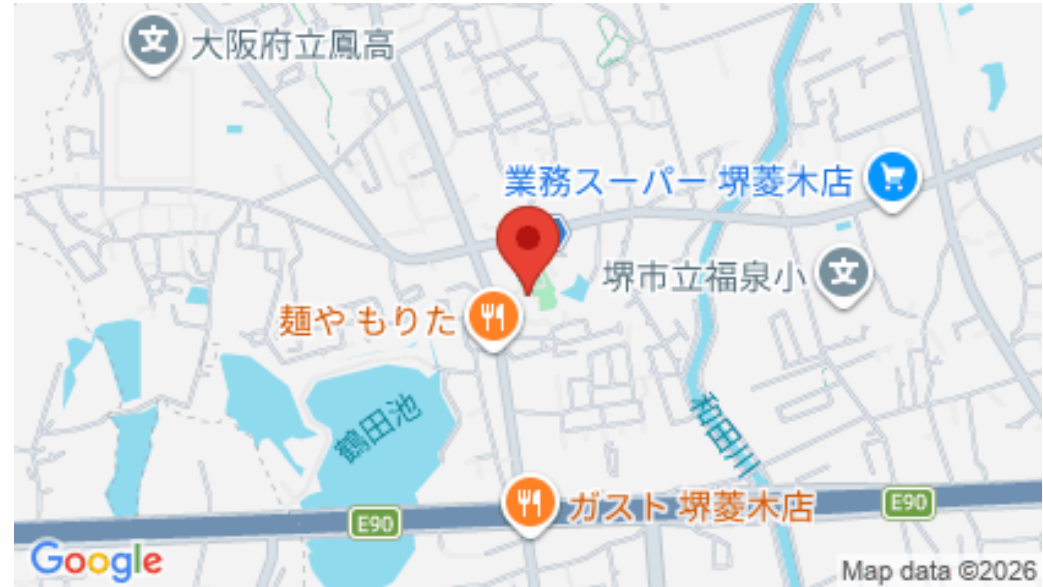 大阪府立鳳高
業務スーパー 堺菱木店
堺市立福泉小
麺や もりた
鶴田池
和田川
ガスト 堺菱木店
E90
E90
Google
Map data ©2026